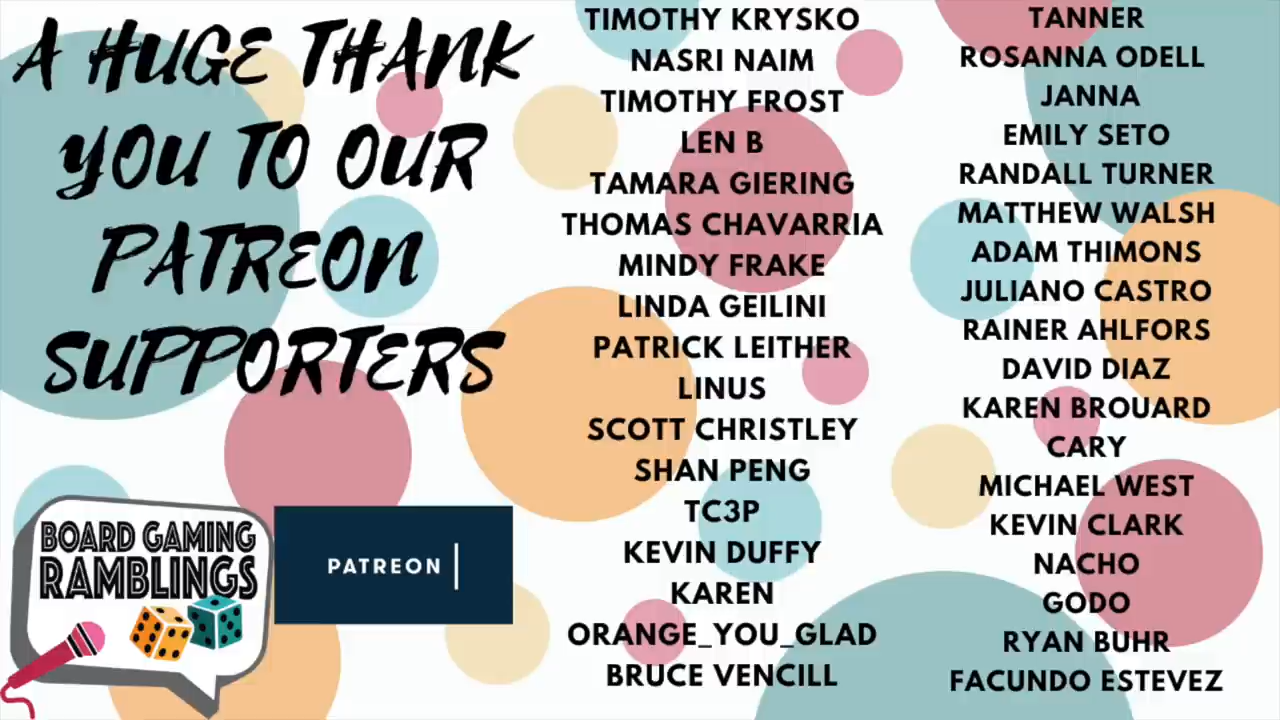 A HUGE THANK
YOU TO OUR
PATREON
SUPPORTERS
BOARD GAMING
RAMBLINGS
PATREON
TIMOTHY KRYSKO
NASRI NAIM
TIMOTHY FROST
LEN B
TAMARA GIERING
THOMAS CHAVARRIA
MINDY FRAKE
LINDA GEILINI
PATRICK LEITHER
LINUS
SCOTT CHRISTLEY
SHAN PENG
TC3P
KEVIN DUFFY
KAREN
ORANGE_YOU_GLAD
BRUCE VENCILL
TANNER
ROSANNA ODELL
JANNA
EMILY SETO
RANDALL TURNER
MATTHEW WALSH
ADAM THIMONS
JULIANO CASTRO
RAINER AHLFORS
DAVID DIAZ
KAREN BROUARD
CARY
MICHAEL WEST
KEVIN CLARK
NACHO
GODO
RYAN BUHR
FACUNDO ESTEVEZ